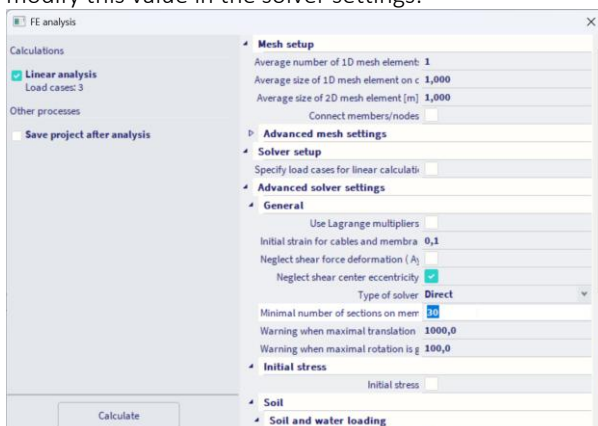 modify this value in the solver settings.
FE analysis
Calculations
Linear analysis
Load cases: 3
Other processes
Save project after analysis
Calculate
Mesh setup
Average number of 1D mesh element: 1
Average size of 1D mesh element on c 1,000
Average size of 2D mesh element [m] 1,000
Connect members/nodes
Advanced mesh settings
Solver setup
Specify load cases for linear calculati
Advanced solver settings
General
Use Lagrange multipliers
Initial strain for cables and membra 0,1
Neglect shear force deformation ( Ay
Neglect shear center eccentricity
Type of solver Direct
Minimal number of sections on mem 30
Warning when maximal translation 1000,0
Warning when maximal rotation is g 100,0
Initial stress
Initial stress
Soil
Soil and water loading